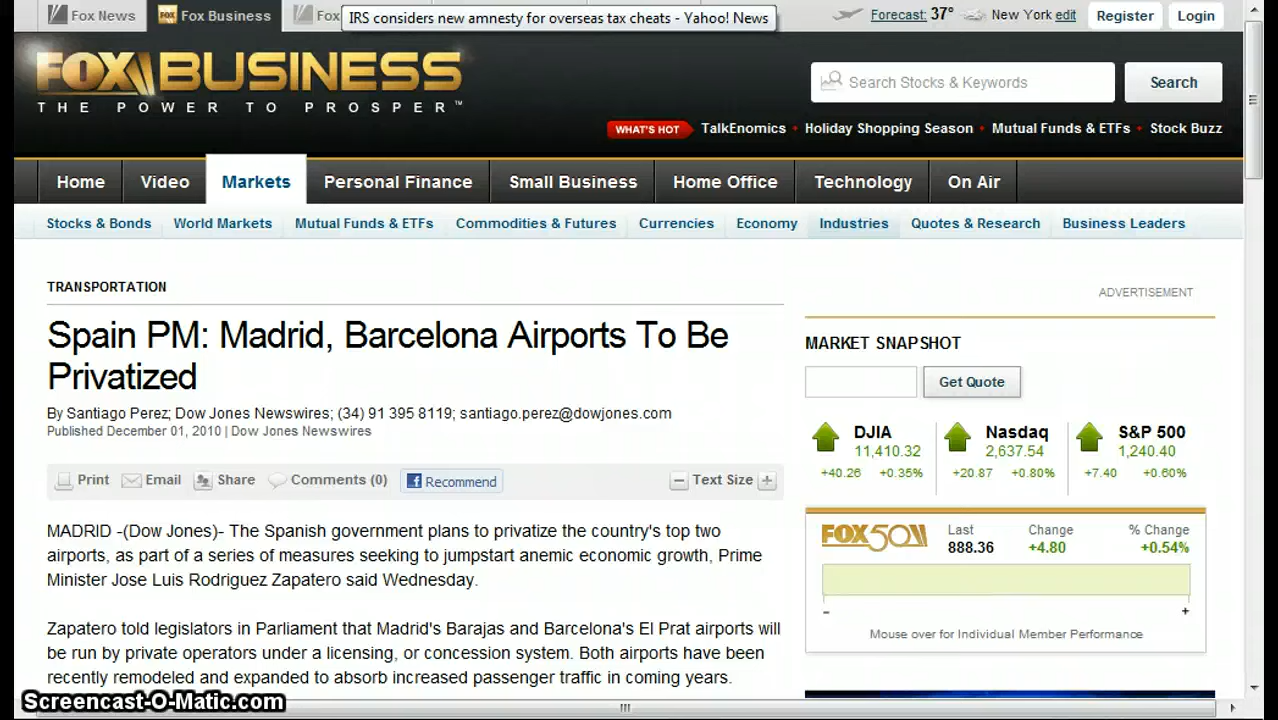 Fox News
Fox Business
Fox
IRS considers new amnesty for overseas tax cheats - Yahoo! News
Forecast: 37°
New York edit
Register
Login
FOX BUSINESS
THE POWER TO PROSPER™
Search Stocks & Keywords
Search
WHAT'S HOT
TalkEnomics • Holiday Shopping Season • Mutual Funds & ETFs • Stock Buzz
Home
Video
Markets
Personal Finance
Small Business
Home Office
Technology
On Air
Stocks & Bonds
World Markets
Mutual Funds & ETFs
Commodities & Futures
Currencies
Economy
Industries
Quotes & Research
Business Leaders
TRANSPORTATION
Spain PM: Madrid, Barcelona Airports To Be
Privatized
By Santiago Perez; Dow Jones Newswires; (34) 91 395 8119; santiago.perez@dowjones.com
Published December 01, 2010 | Dow Jones Newswires
Print
Email
Share
Comments (0)
Recommend
− Text Size +
MADRID -(Dow Jones)- The Spanish government plans to privatize the country's top two
airports, as part of a series of measures seeking to jumpstart anemic economic growth, Prime
Minister Jose Luis Rodriguez Zapatero said Wednesday.
Zapatero told legislators in Parliament that Madrid's Barajas and Barcelona's El Prat airports will
be run by private operators under a licensing, or concession system. Both airports have been
recently remodeled and expanded to absorb increased passenger traffic in coming years.
ADVERTISEMENT
MARKET SNAPSHOT
Get Quote
DJIA
11,410.32
+40.26 +0.35%
Nasdaq
2,637.54
+20.87 +0.80%
S&P 500
1,240.40
+7.40 +0.60%
FOX50
Last
888.36
Change
+4.80
% Change
+0.54%
− +
Mouse over for Individual Member Performance
Screencast-O-Matic.com